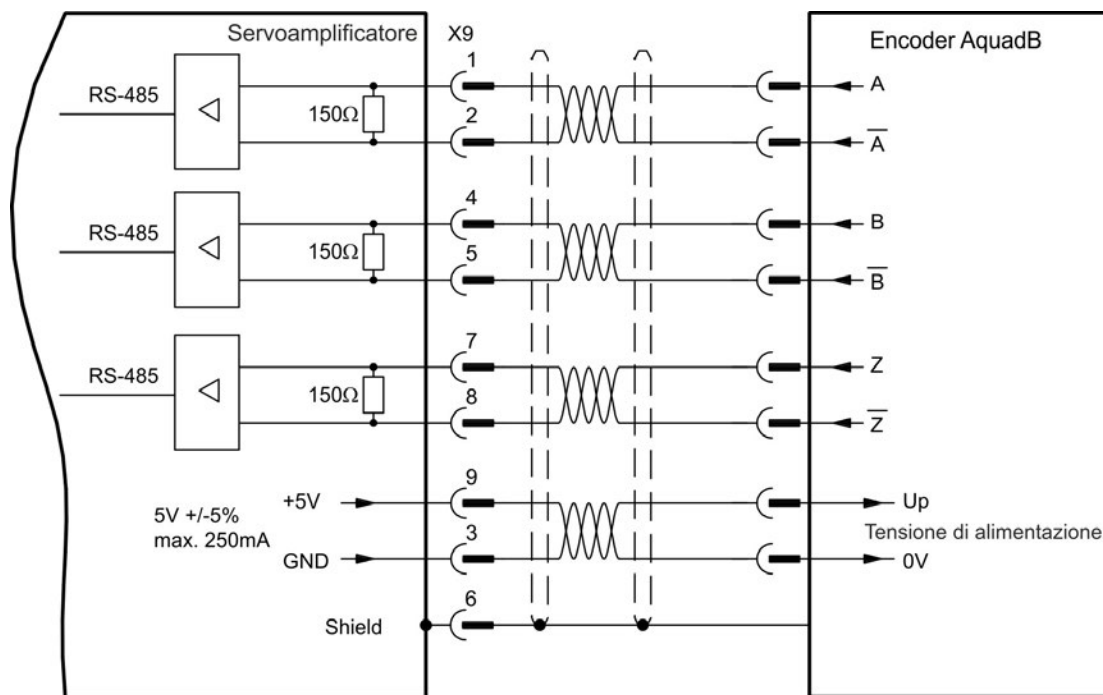 Servoamplificatore
X9
Encoder AquadB
1
RS-485
150Ω
A
2
A̅
4
RS-485
150Ω
B
5
B̅
7
RS-485
150Ω
Z
8
Z̅
9
+5V
Up
5V +/-5%
max. 250mA
Tensione di alimentazione
3
GND
0V
6
Shield